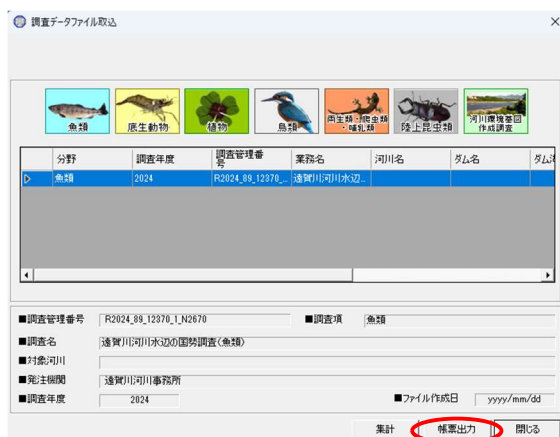 調査データファイル取込
魚類
底生動物
植物
鳥類
両生類・爬虫類
・哺乳類
陸上昆虫類
河川環境基図
作成調査
分野 調査年度 調査管理番号 業務名 河川名 ダム名
魚類 2024 R2024_89_12370_... 遠賀川河川水辺...
■調査管理番号 R2024_89_12370_1_N2670 ■調査項 魚類
■調査名 遠賀川河川水辺の国勢調査(魚類)
■対象河川
■発注機関 遠賀川河川事務所
■調査年度 2024 ■ファイル作成日 yyyy/mm/dd
集計 帳票出力 閉じる